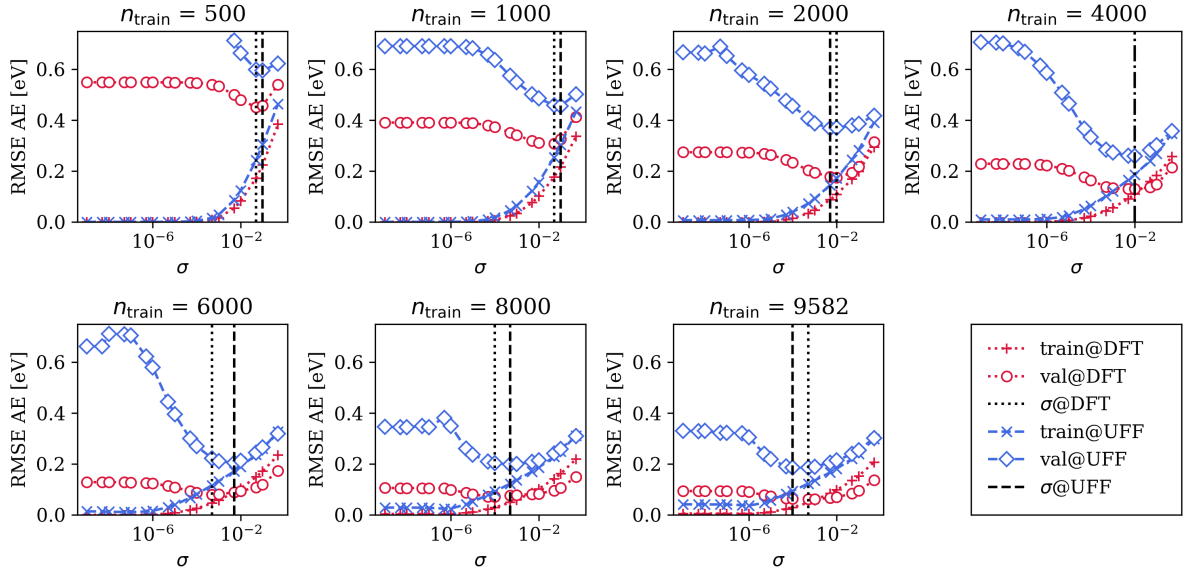 n_train = 500
n_train = 1000
n_train = 2000
n_train = 4000
RMSE AE [eV]
0.6
0.4
0.2
0.0
10⁻⁶
10⁻²
σ
RMSE AE [eV]
0.6
0.4
0.2
0.0
10⁻⁶
10⁻²
σ
RMSE AE [eV]
0.6
0.4
0.2
0.0
10⁻⁶
10⁻²
σ
RMSE AE [eV]
0.6
0.4
0.2
0.0
10⁻⁶
10⁻²
σ
n_train = 6000
n_train = 8000
n_train = 9582
RMSE AE [eV]
0.6
0.4
0.2
0.0
10⁻⁶
10⁻²
σ
RMSE AE [eV]
0.6
0.4
0.2
0.0
10⁻⁶
10⁻²
σ
RMSE AE [eV]
0.6
0.4
0.2
0.0
10⁻⁶
10⁻²
σ
train@DFT
val@DFT
σ@DFT
train@UFF
val@UFF
σ@UFF